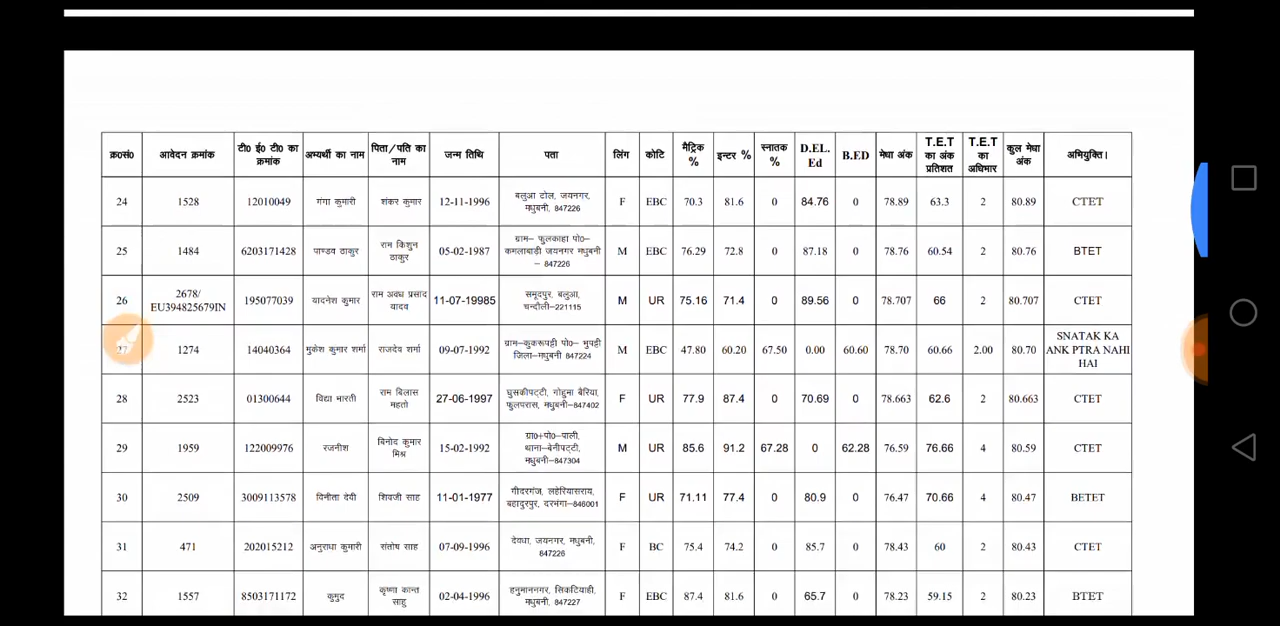 क्र0सं0 आवेदन क्रमांक टी0 ई0 टी0 का क्रमांक अभ्यर्थी का नाम पिता/पति का नाम जन्म तिथि पता लिंग कोटि मैट्रिक % इन्टर % स्नातक % D.EL. Ed B.ED मेधा अंक T.E.T का अंक प्रतिशत T.E.T का अधिभार कुल मेधा अंक अभियुक्ति।
24 1528 12010049 गंगा कुमारी शंकर कुमार 12-11-1996 बलुआ टोल, जयनगर, मधुबनी, 847226 F EBC 70.3 81.6 0 84.76 0 78.89 63.3 2 80.89 CTET
25 1484 6203171428 पाण्डव ठाकुर राम किशुन ठाकुर 05-02-1987 ग्राम– फुलकाहा पो0– कमलाबाड़ी जयनगर मधुबनी – 847226 M EBC 76.29 72.8 0 87.18 0 78.76 60.54 2 80.76 BTET
26 2678/ EU394825679IN 195077039 यादनेश कुमार राम अवध प्रसाद यादव 11-07-19985 समूदपुर, बलुआ, चन्दौली–221115 M UR 75.16 71.4 0 89.56 0 78.707 66 2 80.707 CTET
27 1274 14040364 मुकेश कुमार शर्मा राजदेव शर्मा 09-07-1992 ग्राम–कुकरूपट्टी पो0– भुपट्टी जिला–मधुबनी 847224 M EBC 47.80 60.20 67.50 0.00 60.60 78.70 60.66 2.00 80.70 SNATAK KA ANK PTRA NAHI HAI
28 2523 01300644 विद्या भारती राम बिलास महतो 27-06-1997 घुसकीपट्टी, गोहुमा बैरिया, फुलपरास, मधुबनी–847402 F UR 77.9 87.4 0 70.69 0 78.663 62.6 2 80.663 CTET
29 1959 122009976 रजनीश बिनोद कुमार मिश्र 15-02-1992 ग्रा0+पो0–पाली, थाना–बेनीपट्टी, मधुबनी–847304 M UR 85.6 91.2 67.28 0 62.28 76.59 76.66 4 80.59 CTET
30 2509 3009113578 विनीता देवी शिवजी साह 11-01-1977 गीदरगंज, लहेरियासराय, बहादुरपुर, दरभंगा–846001 F UR 71.11 77.4 0 80.9 0 76.47 70.66 4 80.47 BETET
31 471 202015212 अनुराधा कुमारी संतोष साह 07-09-1996 देवधा, जयनगर, मधुबनी, 847226 F BC 75.4 74.2 0 85.7 0 78.43 60 2 80.43 CTET
32 1557 8503171172 कुमुद कृष्णा कान्त साहु 02-04-1996 हनुमाननगर, सिकटियाही, मधुबनी, 847227 F EBC 87.4 81.6 0 65.7 0 78.23 59.15 2 80.23 BTET